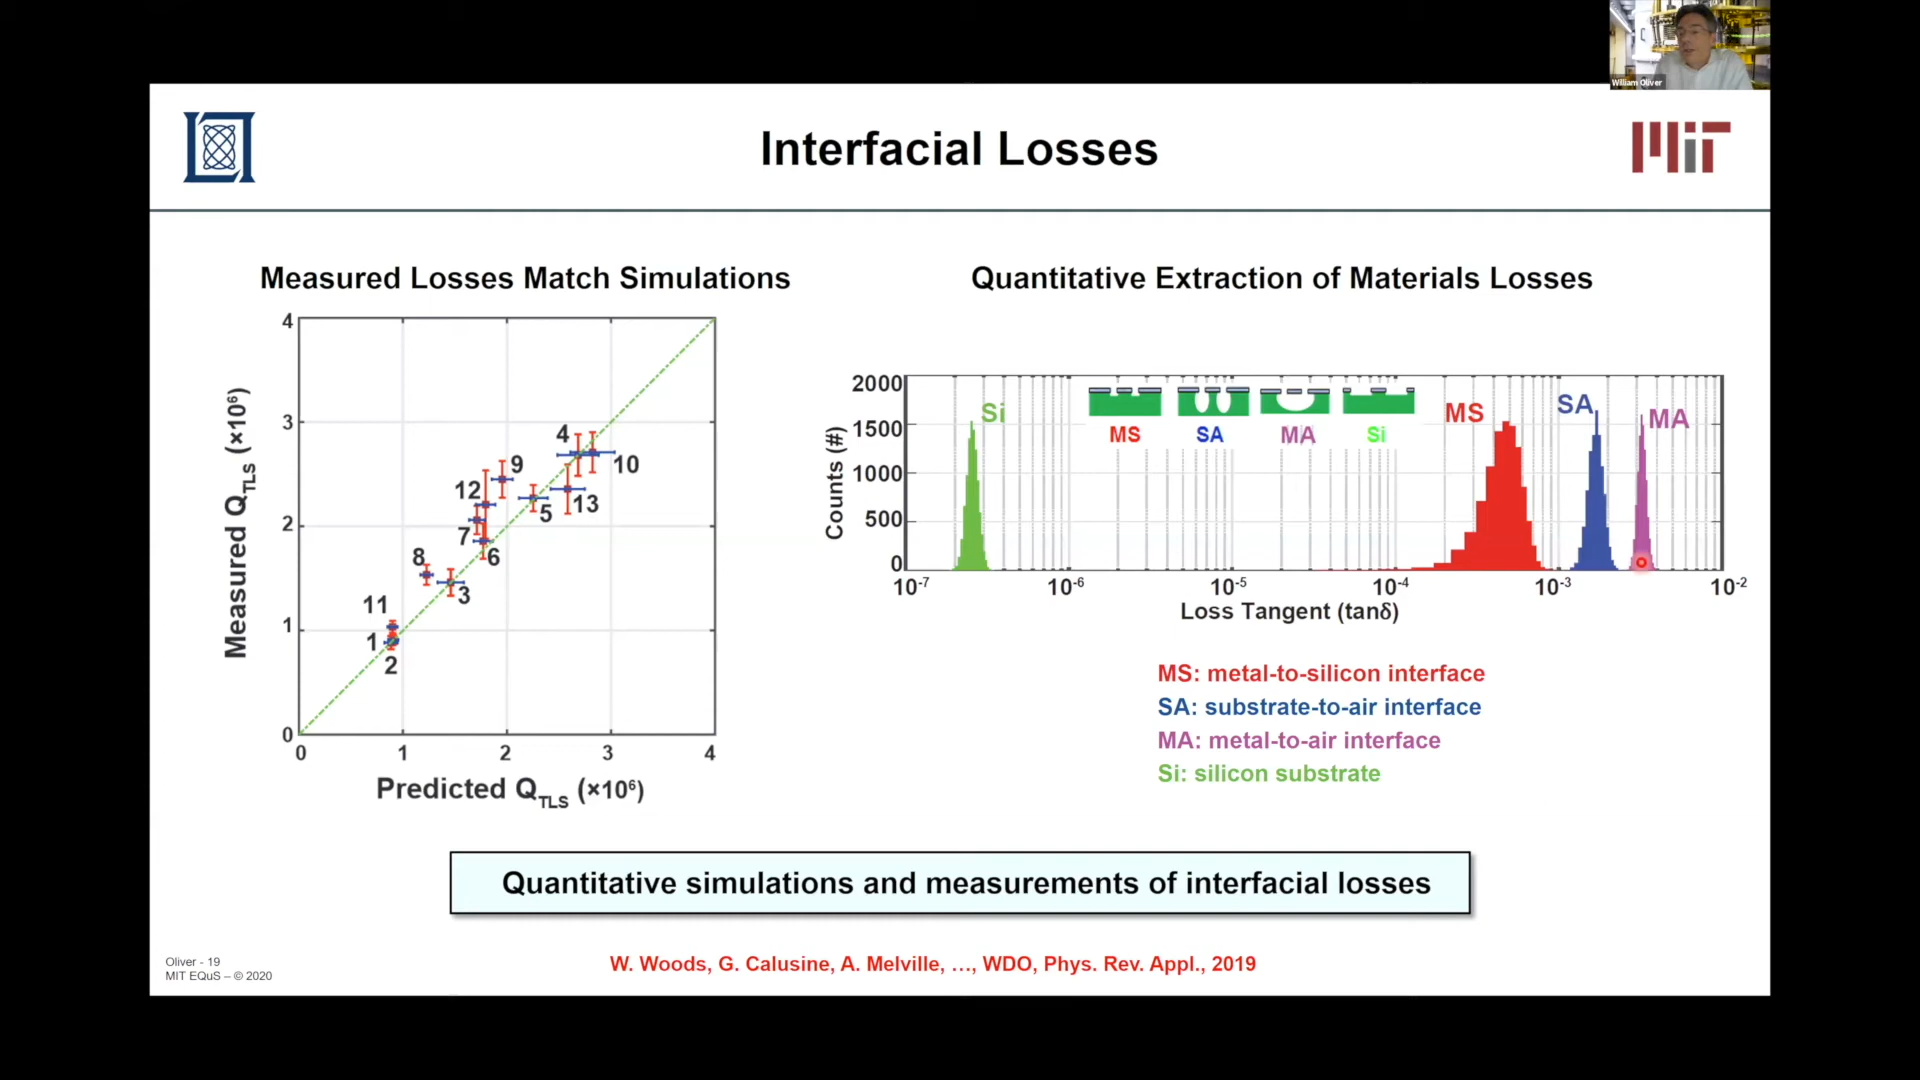 William Oliver
MIT
Interfacial Losses
Measured Losses Match Simulations
Measured Q_TLS (×10⁶)
4
3
2
1
0
4
9
10
12
13
5
7
6
8
3
11
1
2
0 1 2 3 4
Predicted Q_TLS (×10⁶)
Quantitative Extraction of Materials Losses
Counts (#)
2000
1500
1000
500
0
Si
MS SA MA Si
MS
SA
MA
10⁻⁷ 10⁻⁶ 10⁻⁵ 10⁻⁴ 10⁻³ 10⁻²
Loss Tangent (tanδ)
MS: metal-to-silicon interface
SA: substrate-to-air interface
MA: metal-to-air interface
Si: silicon substrate
Quantitative simulations and measurements of interfacial losses
W. Woods, G. Calusine, A. Melville, …, WDO, Phys. Rev. Appl., 2019
Oliver - 19
MIT EQuS – © 2020